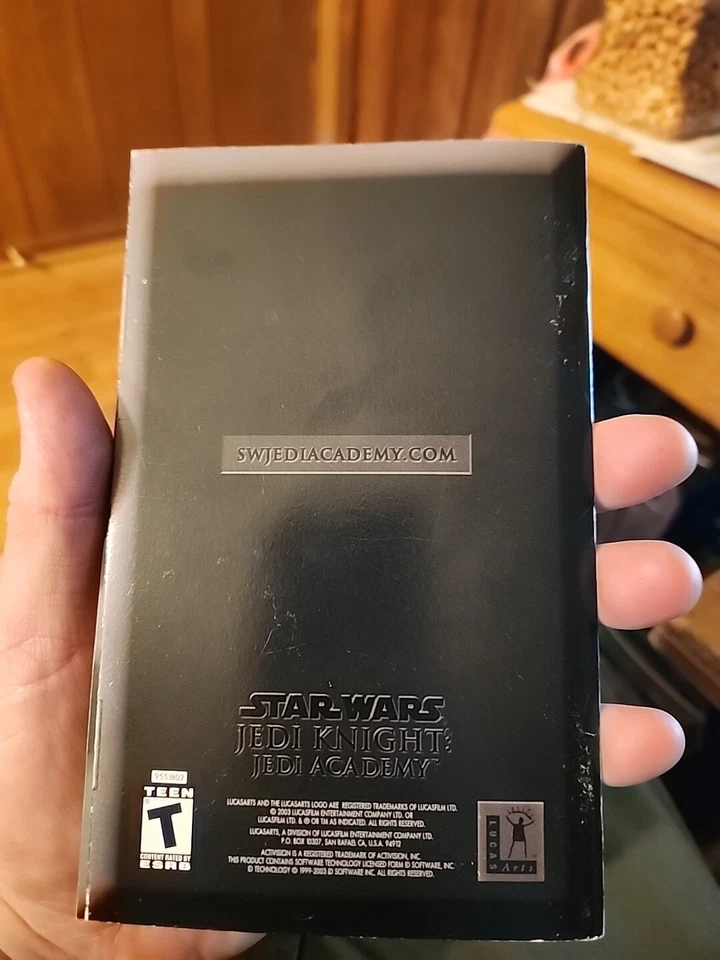 SWJEDIACADEMY.COM
STAR WARS
JEDI KNIGHT:
JEDI ACADEMY™
9551802
TEEN
T
CONTENT RATED BY
ESRB
LUCASARTS AND THE LUCASARTS LOGO ARE REGISTERED TRADEMARKS OF LUCASFILM LTD.
© 2003 LUCASFILM ENTERTAINMENT COMPANY LTD. OR
LUCASFILM LTD. & ® OR TM AS INDICATED. ALL RIGHTS RESERVED.
LUCASARTS, A DIVISION OF LUCASFILM ENTERTAINMENT COMPANY LTD.
P.O. BOX 10307, SAN RAFAEL CA, U.S.A. 94912
ACTIVISION IS A REGISTERED TRADEMARK OF ACTIVISION, INC.
THIS PRODUCT CONTAINS SOFTWARE TECHNOLOGY LICENSED FORM ID SOFTWARE, INC.
ID TECHNOLOGY © 1999-2003 ID SOFTWARE INC. ALL RIGHTS RESERVED.
LUCAS
Arts